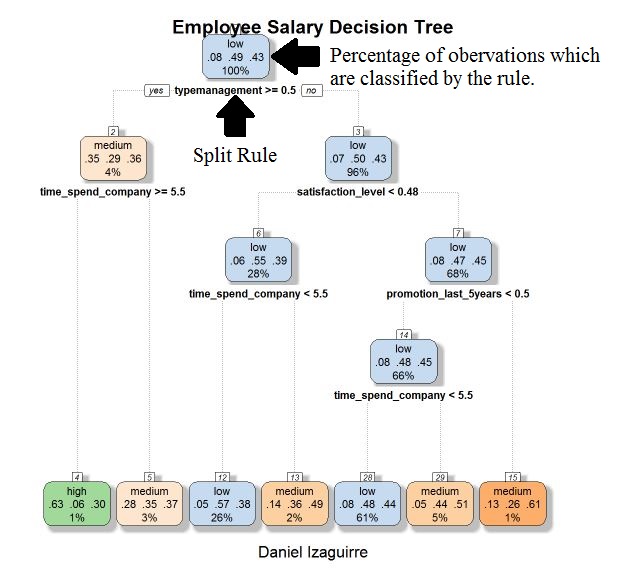 Employee Salary Decision Tree
low
.08 .49 .43
100%
Percentage of obervations which
are classified by the rule.
yes typemanagement >= 0.5 no
Split Rule
2
medium
.35 .29 .36
4%
time_spend_company >= 5.5
3
low
.07 .50 .43
96%
satisfaction_level < 0.48
6
low
.06 .55 .39
28%
time_spend_company < 5.5
7
low
.08 .47 .45
68%
promotion_last_5years < 0.5
14
low
.08 .48 .45
66%
time_spend_company < 5.5
4
high
.63 .06 .30
1%
5
medium
.28 .35 .37
3%
12
low
.05 .57 .38
26%
13
medium
.14 .36 .49
2%
28
low
.08 .48 .44
61%
29
medium
.05 .44 .51
5%
15
medium
.13 .26 .61
1%
Daniel Izaguirre